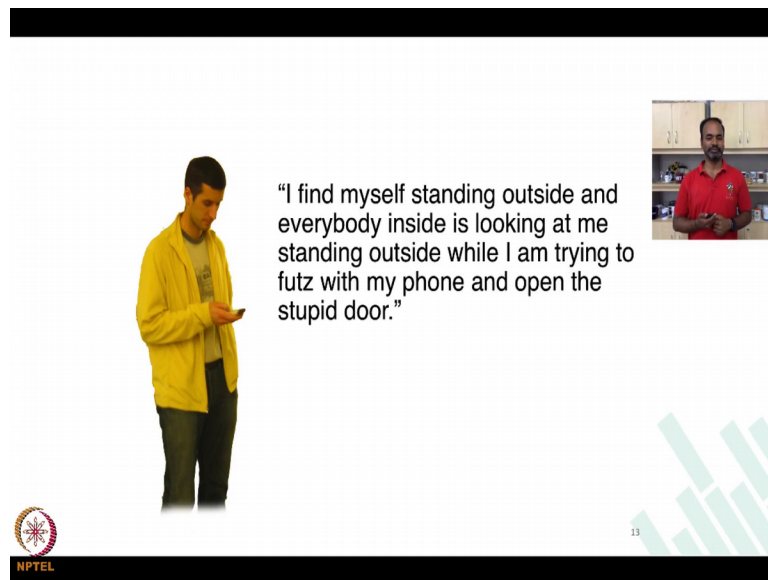 “I find myself standing outside and
everybody inside is looking at me
standing outside while I am trying to
futz with my phone and open the
stupid door.”
13
NPTEL